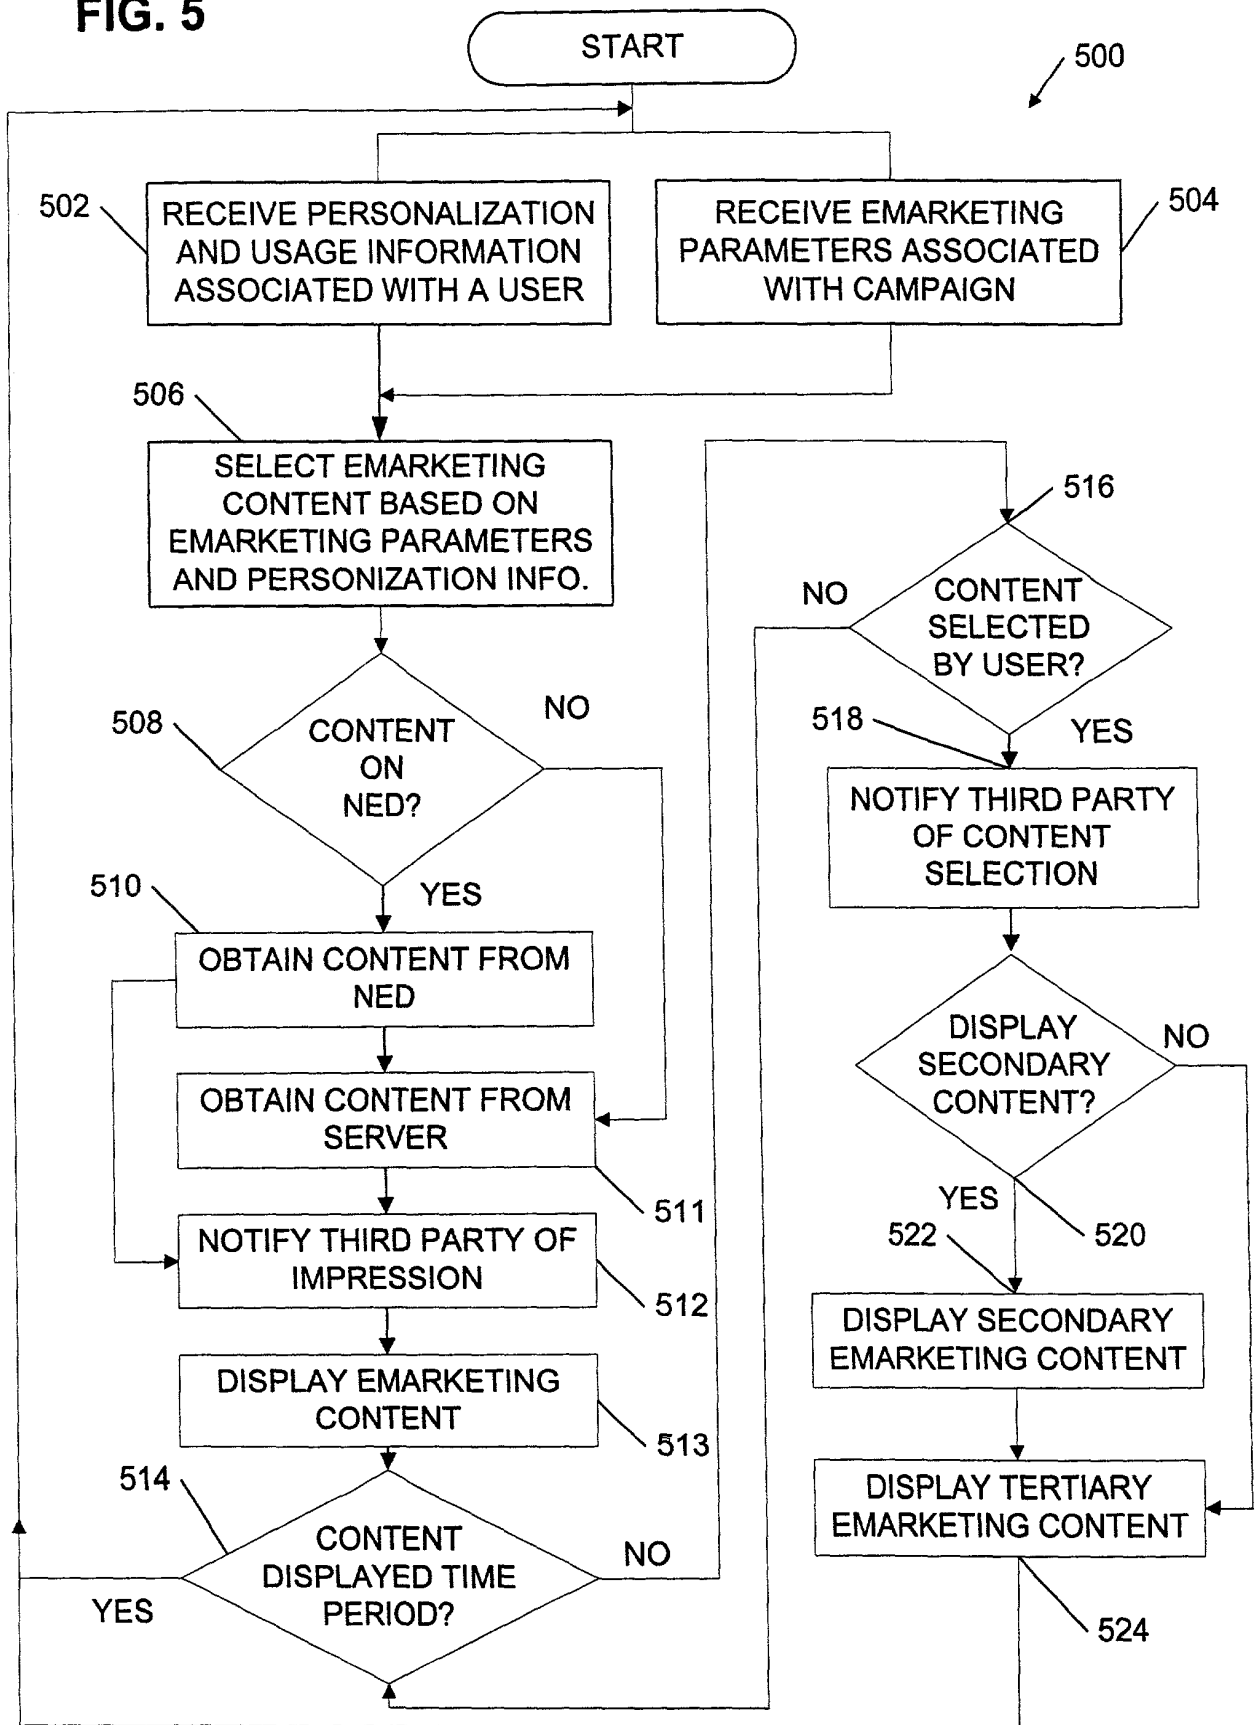 FIG. 5
START
500
502
RECEIVE PERSONALIZATION
AND USAGE INFORMATION
ASSOCIATED WITH A USER
RECEIVE EMARKETING
PARAMETERS ASSOCIATED
WITH CAMPAIGN
504
506
SELECT EMARKETING
CONTENT BASED ON
EMARKETING PARAMETERS
AND PERSONIZATION INFO.
508
CONTENT
ON
NED?
NO
YES
510
OBTAIN CONTENT FROM
NED
OBTAIN CONTENT FROM
SERVER
511
NOTIFY THIRD PARTY OF
IMPRESSION
512
DISPLAY EMARKETING
CONTENT
513
514
CONTENT
DISPLAYED TIME
PERIOD?
YES
NO
516
CONTENT
SELECTED
BY USER?
NO
YES
518
NOTIFY THIRD PARTY
OF CONTENT
SELECTION
DISPLAY
SECONDARY
CONTENT?
NO
YES
520
522
DISPLAY SECONDARY
EMARKETING CONTENT
DISPLAY TERTIARY
EMARKETING CONTENT
524